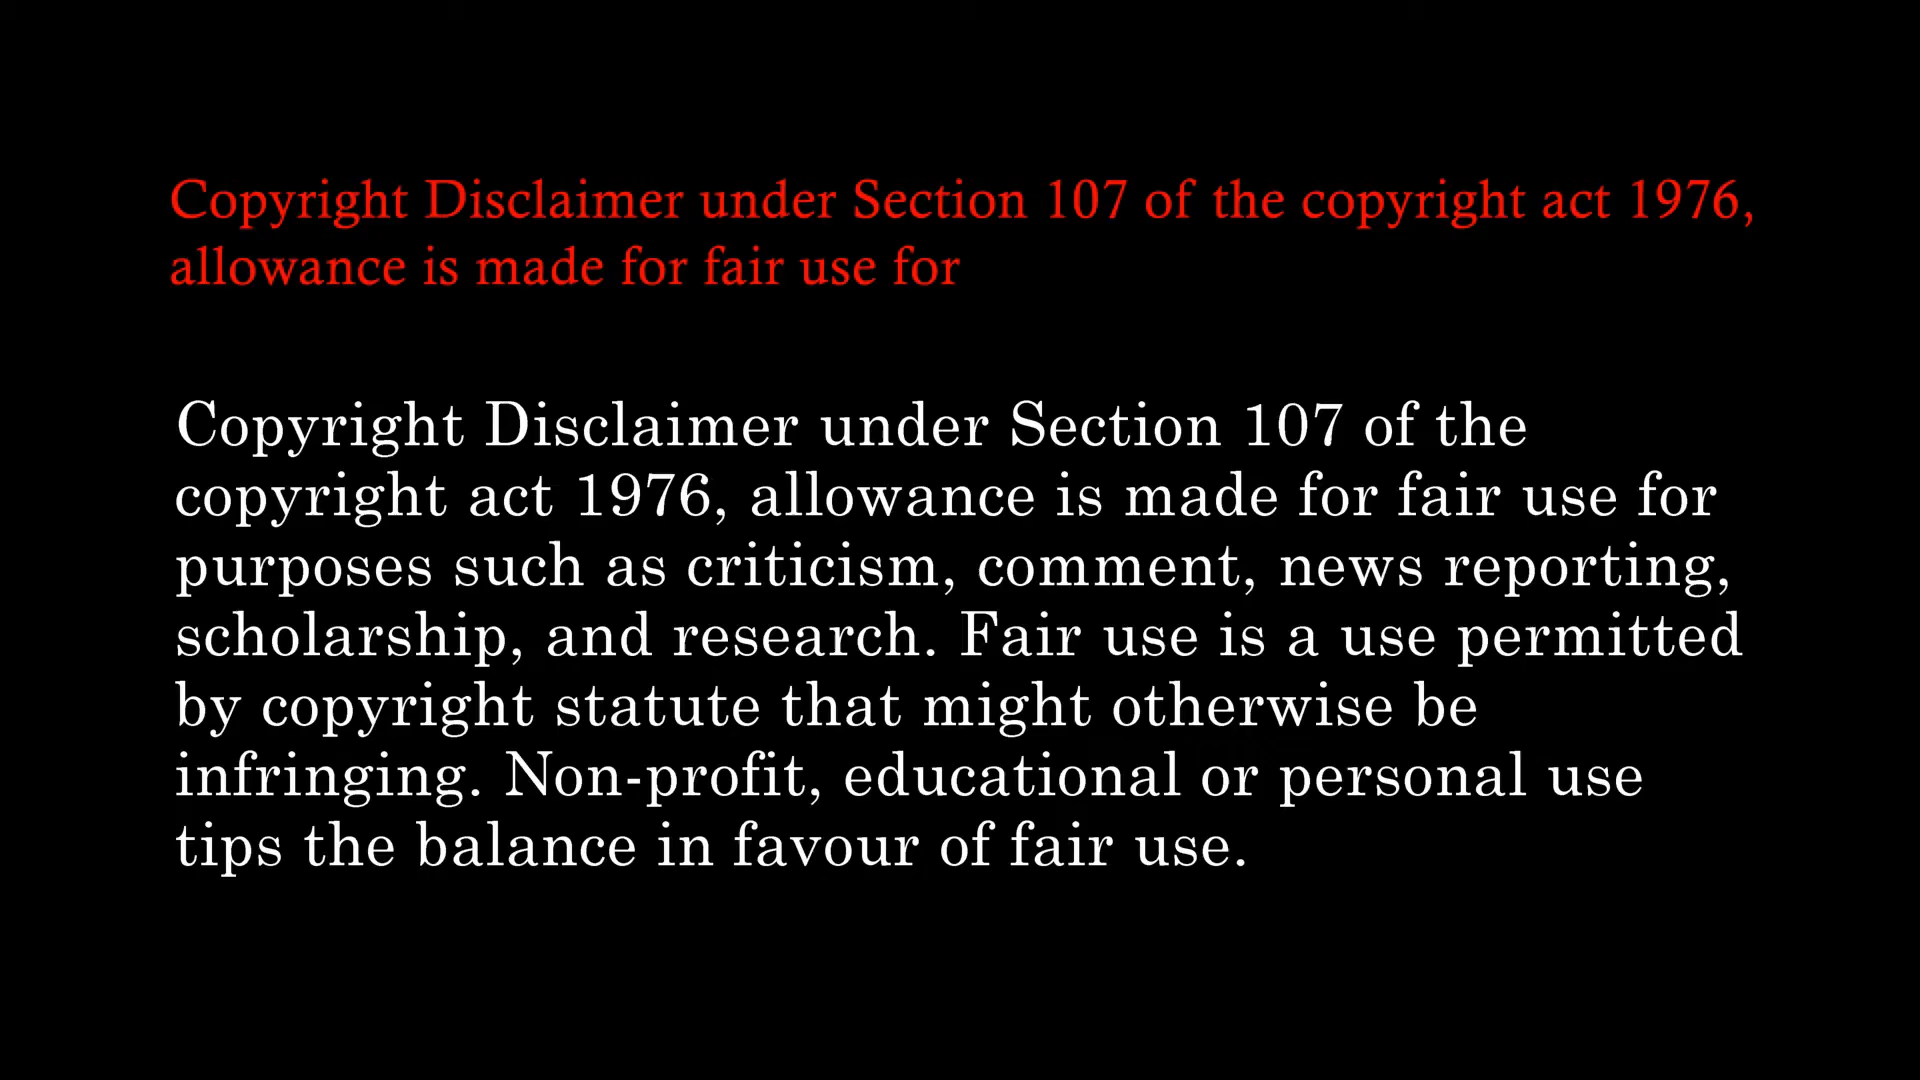 Copyright Disclaimer under Section 107 of the copyright act 1976,
allowance is made for fair use for
Copyright Disclaimer under Section 107 of the
copyright act 1976, allowance is made for fair use for
purposes such as criticism, comment, news reporting,
scholarship, and research. Fair use is a use permitted
by copyright statute that might otherwise be
infringing. Non-profit, educational or personal use
tips the balance in favour of fair use.